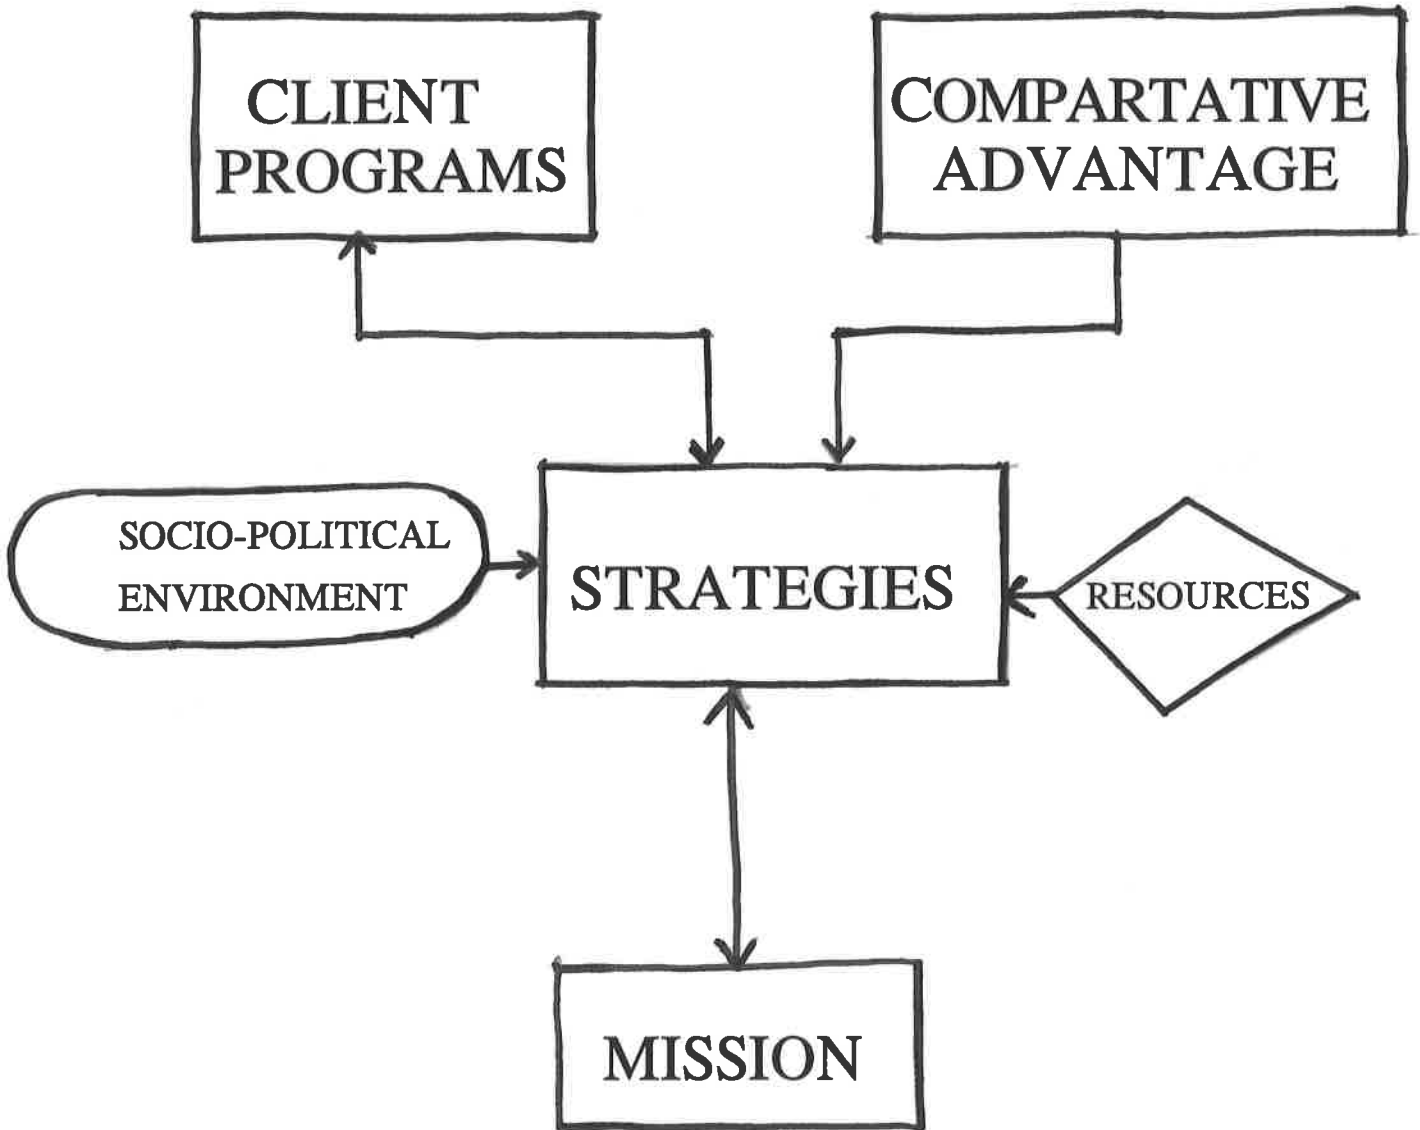 CLIENT
PROGRAMS
COMPARTATIVE
ADVANTAGE
SOCIO-POLITICAL
ENVIRONMENT
STRATEGIES
RESOURCES
MISSION